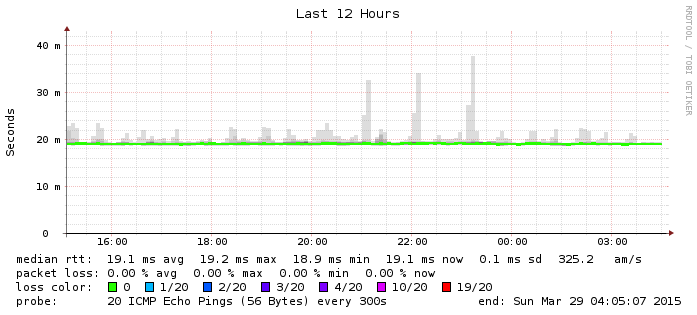 Last 12 Hours
RRDTOOL / TOBI OETIKER
Seconds
40 m
30 m
20 m
10 m
0
16:00 18:00 20:00 22:00 00:00 03:00
median rtt: 19.1 ms avg 19.2 ms max 18.9 ms min 19.1 ms now 0.1 ms sd 325.2 am/s
packet loss: 0.00 % avg 0.00 % max 0.00 % min 0.00 % now
loss color: 0 1/20 2/20 3/20 4/20 10/20 19/20
probe: 20 ICMP Echo Pings (56 Bytes) every 300s end: Sun Mar 29 04:05:07 2015